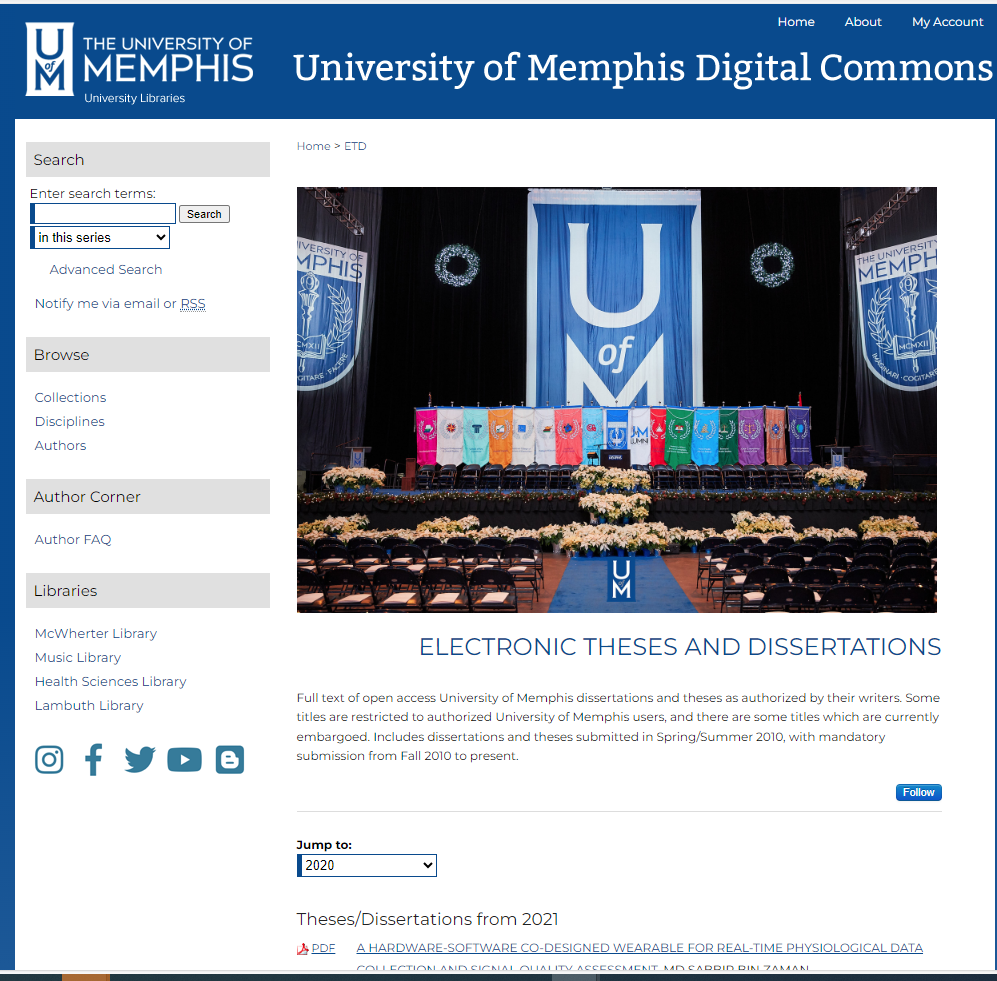 Home About My Account
U of M
THE UNIVERSITY OF
MEMPHIS
University Libraries
University of Memphis Digital Commons
Search
Enter search terms:
Search
in this series
Advanced Search
Notify me via email or RSS
Browse
Collections
Disciplines
Authors
Author Corner
Author FAQ
Libraries
McWherter Library
Music Library
Health Sciences Library
Lambuth Library
Home > ETD
U
of
M
UNIVERSITY OF
MPHIS
MCMXII
COGITARE · FACERE
THE UNIVERSITY
MEMPH
MCMXII
IMAGINARI · COGITAR
U
M
ELECTRONIC THESES AND DISSERTATIONS
Full text of open access University of Memphis dissertations and theses as authorized by their writers. Some
titles are restricted to authorized University of Memphis users, and there are some titles which are currently
embargoed. Includes dissertations and theses submitted in Spring/Summer 2010, with mandatory
submission from Fall 2010 to present.
Follow
Jump to:
2020
Theses/Dissertations from 2021
PDF A HARDWARE-SOFTWARE CO-DESIGNED WEARABLE FOR REAL-TIME PHYSIOLOGICAL DATA
COLLECTION AND SIGNAL QUALITY ASSESSMENT, MD SABBIR BIN ZAMAN